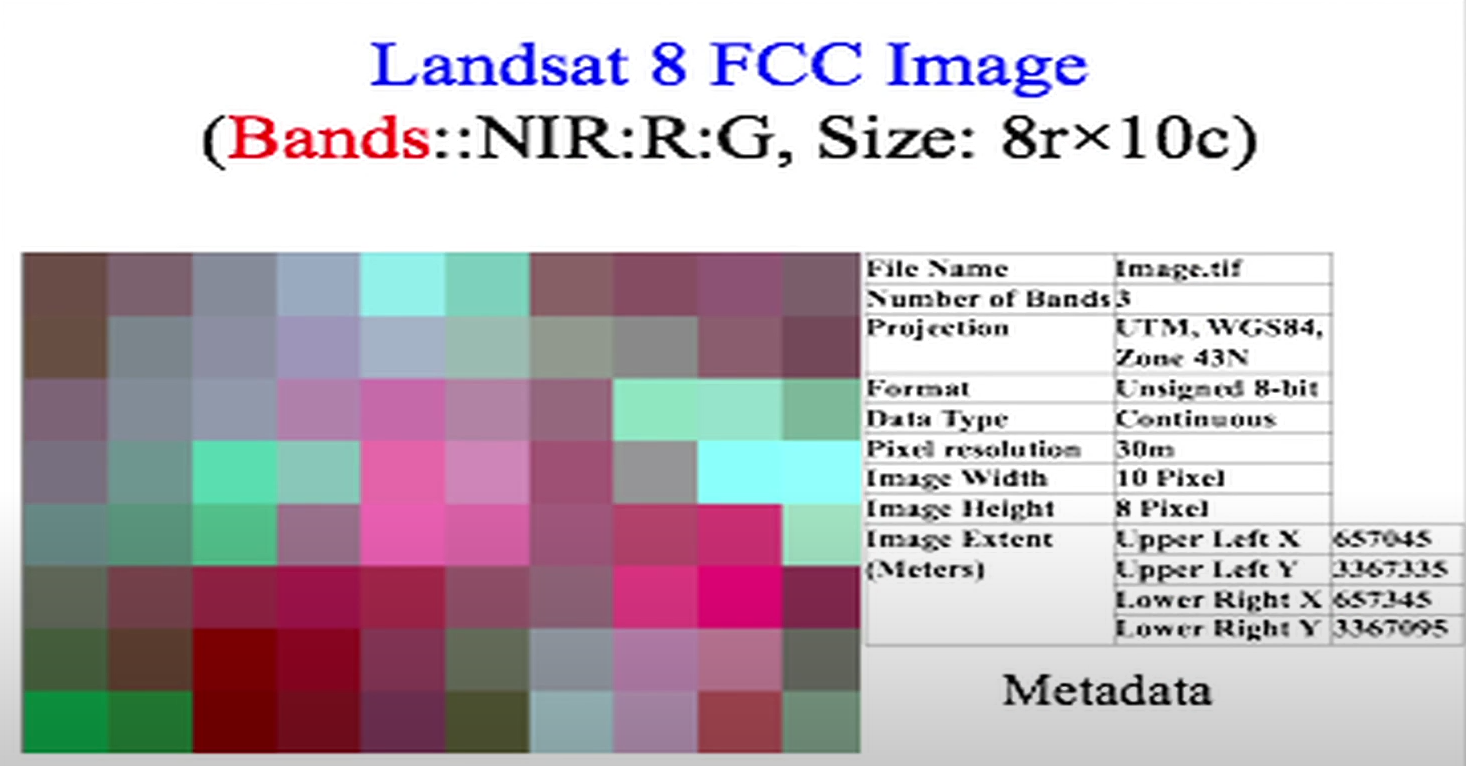 Landsat 8 FCC Image
(Bands::NIR:R:G, Size: 8r×10c)
File Name Image.tif
Number of Bands 3
Projection UTM, WGS84,
Zone 43N
Format Unsigned 8-bit
Data Type Continuous
Pixel resolution 30m
Image Width 10 Pixel
Image Height 8 Pixel
Image Extent Upper Left X 657045
(Meters) Upper Left Y 3367335
Lower Right X 657345
Lower Right Y 3367095
Metadata